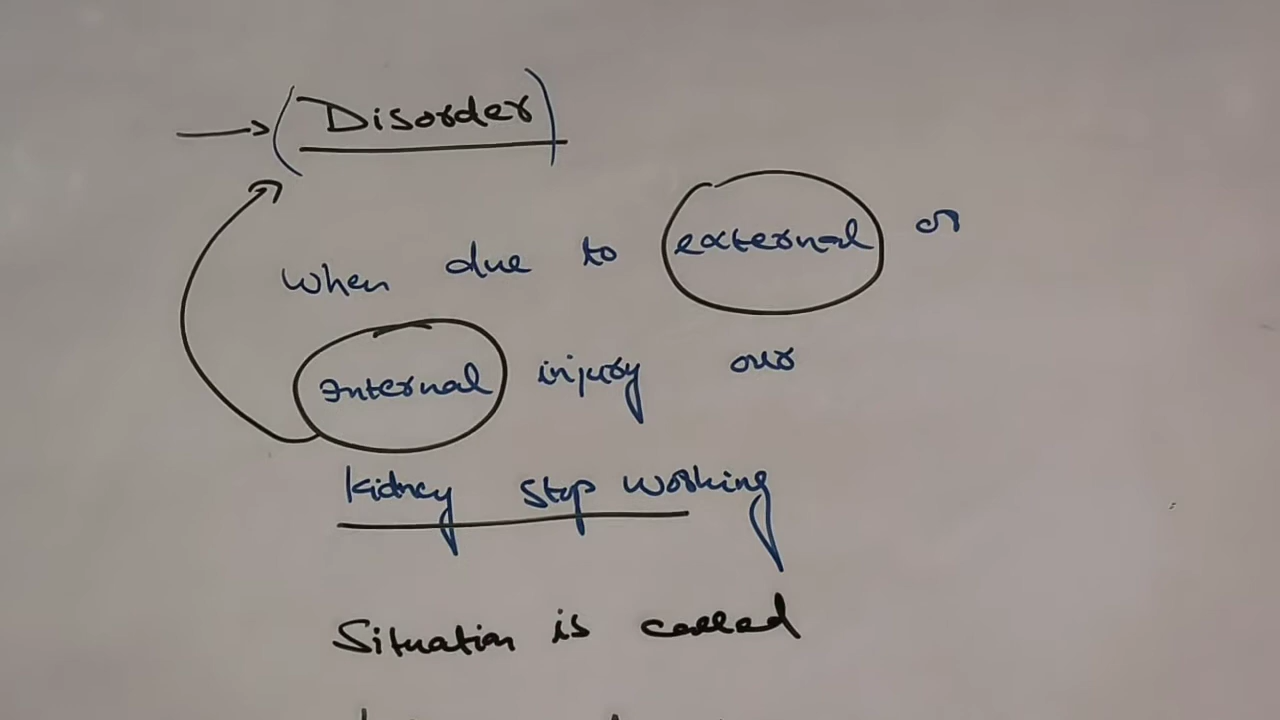 (Disorder)
when due to external or
Internal injury our
kidney stop working
Situation is called